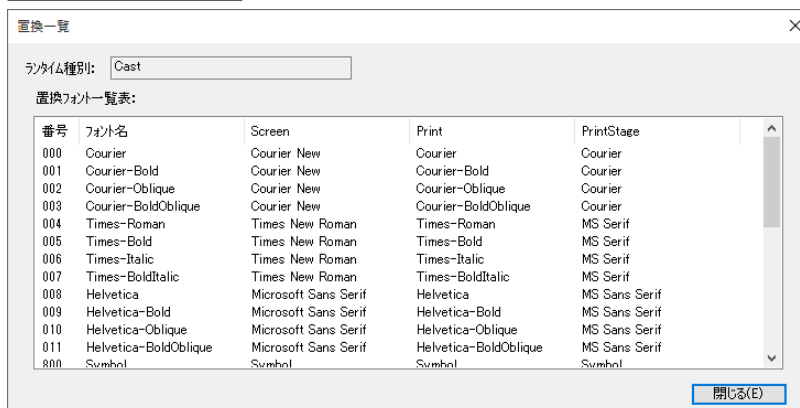 置換一覧
ランタイム種別: Cast
置換フォント一覧表:
番号 フォント名 Screen Print PrintStage
000 Courier Courier New Courier Courier
001 Courier-Bold Courier New Courier-Bold Courier
002 Courier-Oblique Courier New Courier-Oblique Courier
003 Courier-BoldOblique Courier New Courier-BoldOblique Courier
004 Times-Roman Times New Roman Times-Roman MS Serif
005 Times-Bold Times New Roman Times-Bold MS Serif
006 Times-Italic Times New Roman Times-Italic MS Serif
007 Times-BoldItalic Times New Roman Times-BoldItalic MS Serif
008 Helvetica Microsoft Sans Serif Helvetica MS Sans Serif
009 Helvetica-Bold Microsoft Sans Serif Helvetica-Bold MS Sans Serif
010 Helvetica-Oblique Microsoft Sans Serif Helvetica-Oblique MS Sans Serif
011 Helvetica-BoldOblique Microsoft Sans Serif Helvetica-BoldOblique MS Sans Serif
800 Symbol Symbol Symbol Symbol
閉じる(E)